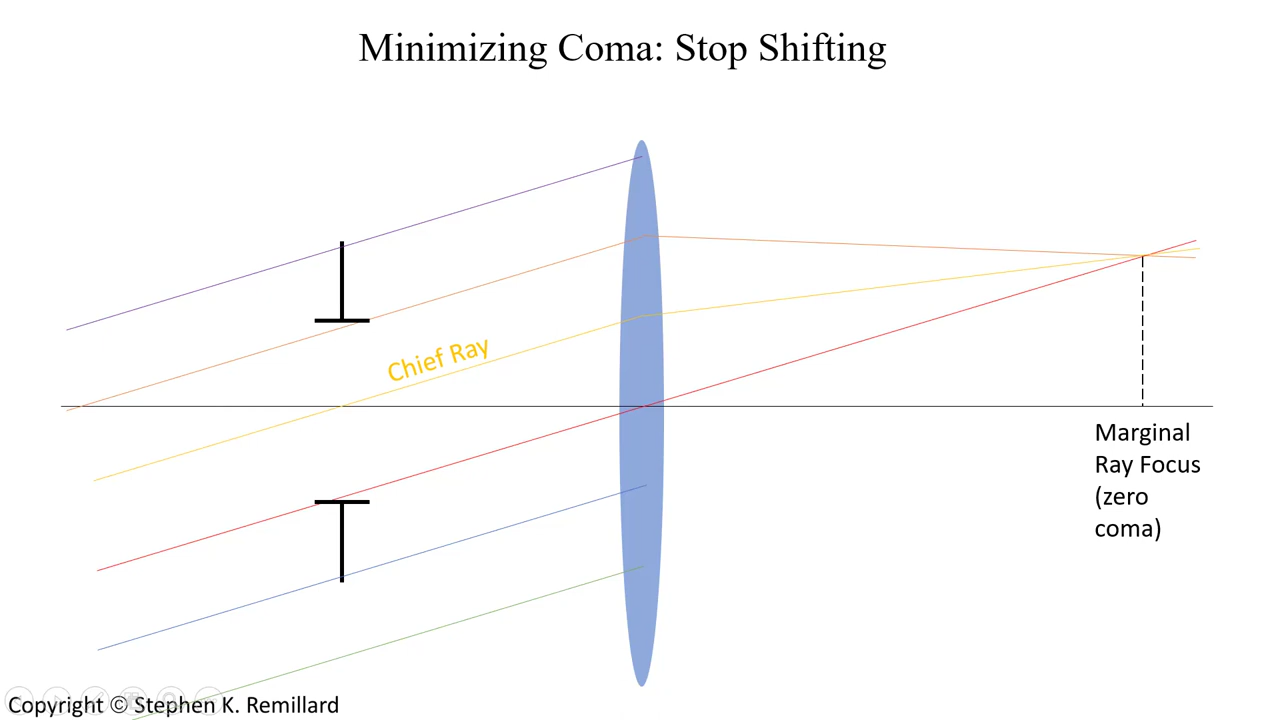 Minimizing Coma: Stop Shifting
Chief Ray
Marginal
Ray Focus
(zero
coma)
Copyright © Stephen K. Remillard